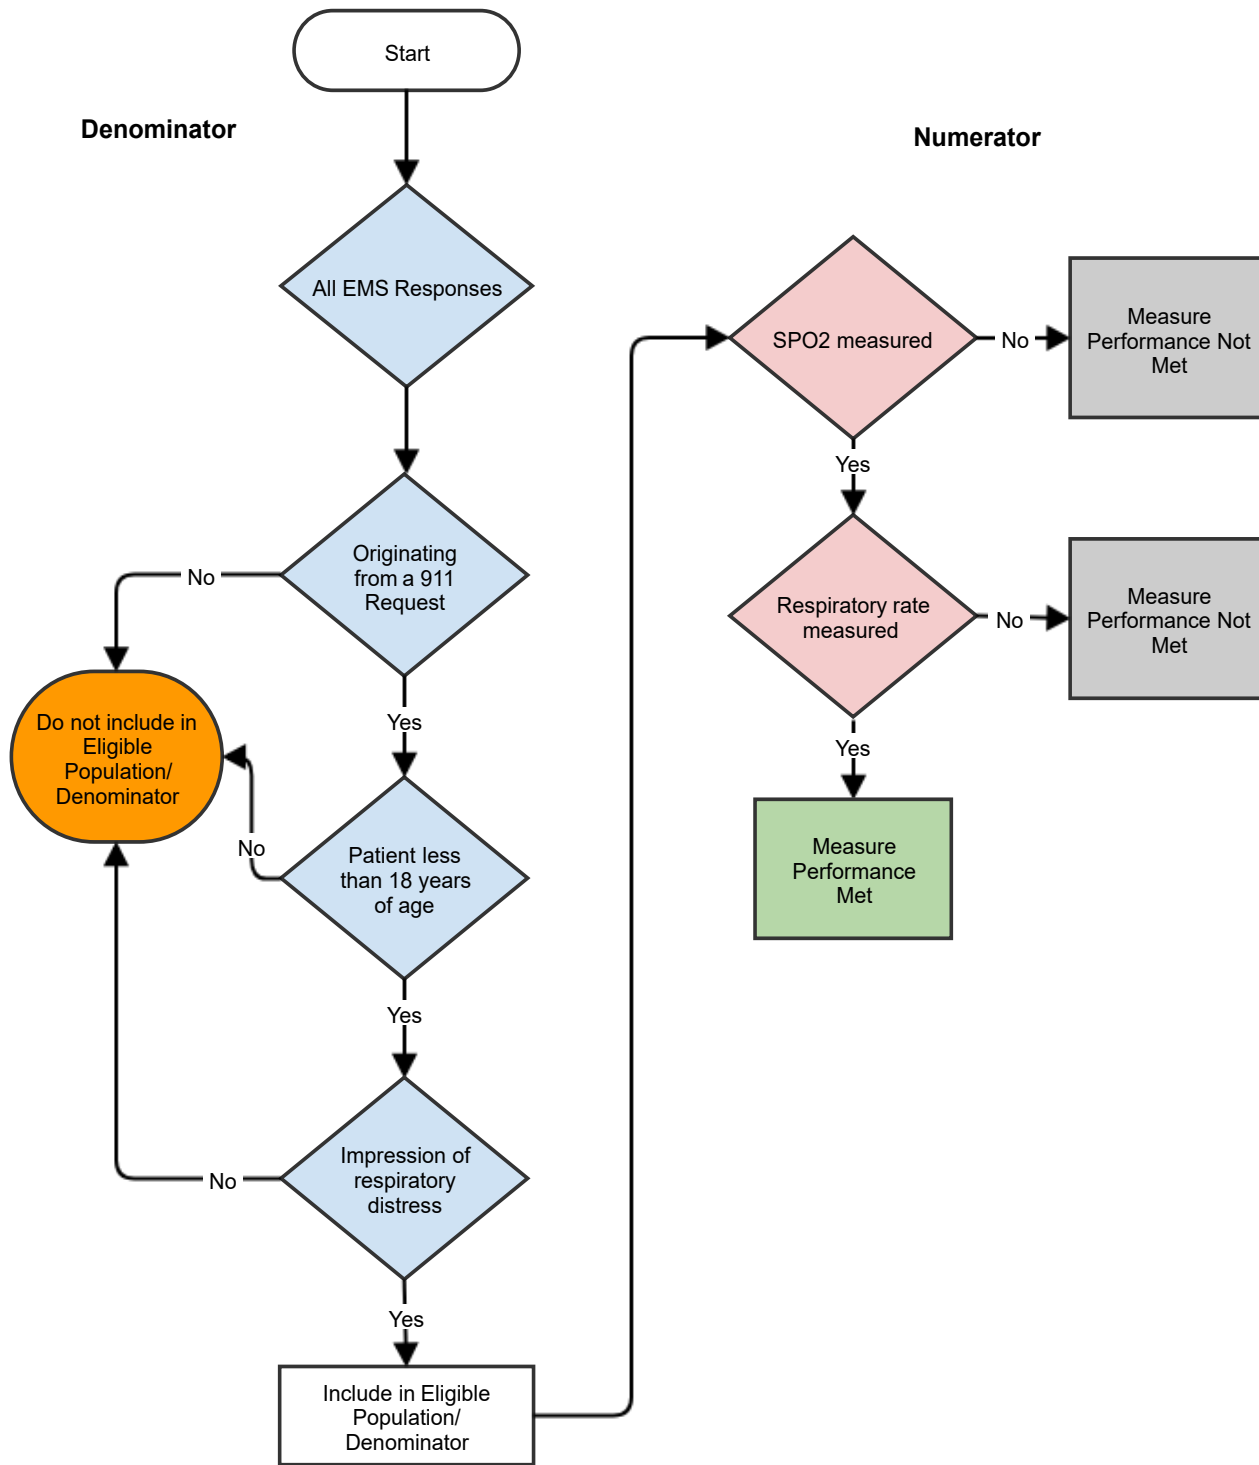 Start
Denominator
All EMS Responses
Originating
from a 911
Request
No
Do not include in
Eligible
Population/
Denominator
Yes
Patient less
than 18 years
of age
No
Yes
Impression of
respiratory
distress
No
Yes
Include in Eligible
Population/
Denominator
Numerator
SPO2 measured
No
Measure
Performance Not
Met
Yes
Respiratory rate
measured
No
Measure
Performance Not
Met
Yes
Measure
Performance
Met